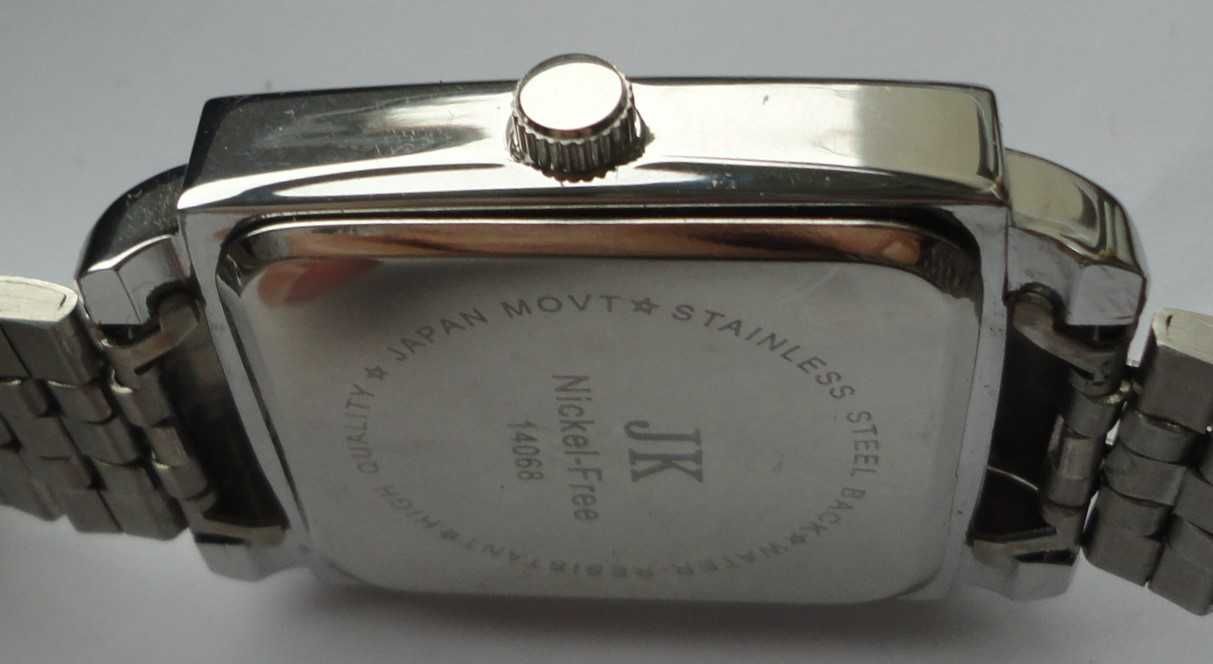 JAPAN MOVT☆STAINLESS STEEL BACK★WATER RESISTANT★HIGH QUALITY★
JK
Nickel-Free
14068